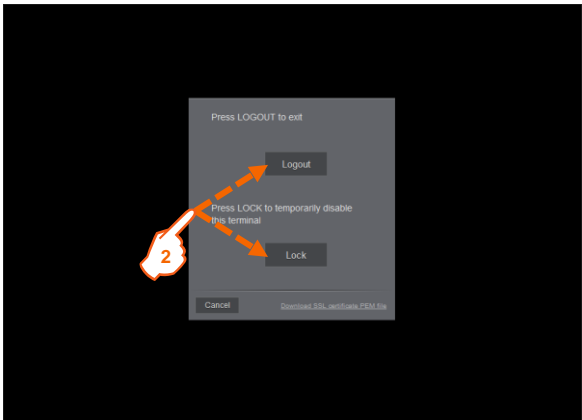 Press LOGOUT to exit
Logout
Press LOCK to temporarily disable
this terminal
Lock
2
Cancel
Download SSL certificate PEM file